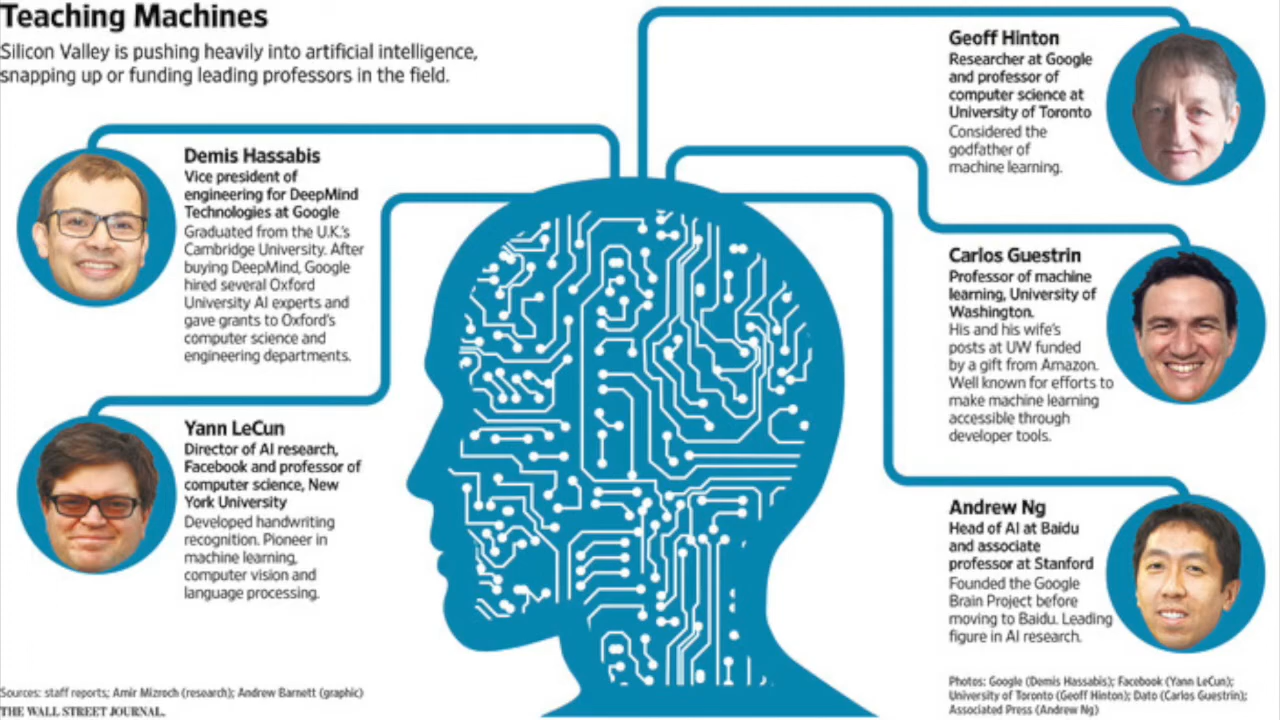 Teaching Machines
Silicon Valley is pushing heavily into artificial intelligence,
snapping up or funding leading professors in the field.
Demis Hassabis
Vice president of
engineering for DeepMind
Technologies at Google
Graduated from the U.K.'s
Cambridge University. After
buying DeepMind, Google
hired several Oxford
University AI experts and
gave grants to Oxford's
computer science and
engineering departments.
Yann LeCun
Director of AI research,
Facebook and professor of
computer science, New
York University
Developed handwriting
recognition. Pioneer in
machine learning,
computer vision and
language processing.
Geoff Hinton
Researcher at Google
and professor of
computer science at
University of Toronto
Considered the
godfather of
machine learning.
Carlos Guestrin
Professor of machine
learning, University of
Washington.
His and his wife's
posts at UW funded
by a gift from Amazon.
Well known for efforts to
make machine learning
accessible through
developer tools.
Andrew Ng
Head of AI at Baidu
and associate
professor at Stanford
Founded the Google
Brain Project before
moving to Baidu. Leading
figure in AI research.
Sources: staff reports; Amir Mizroch (research); Andrew Barnett (graphic)
THE WALL STREET JOURNAL.
Photos: Google (Demis Hassabis); Facebook (Yann LeCun);
University of Toronto (Geoff Hinton); Dato (Carlos Guestrin);
Associated Press (Andrew Ng)